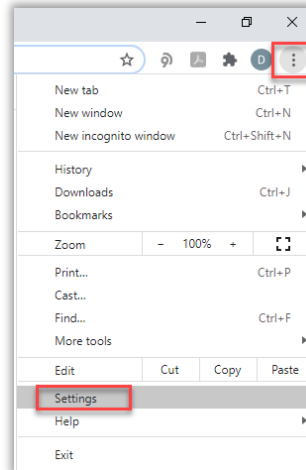 D
New tab Ctrl+T
New window Ctrl+N
New incognito window Ctrl+Shift+N
History
Downloads Ctrl+J
Bookmarks
Zoom - 100% +
Print... Ctrl+P
Cast...
Find... Ctrl+F
More tools
Edit Cut Copy Paste
Settings
Help
Exit